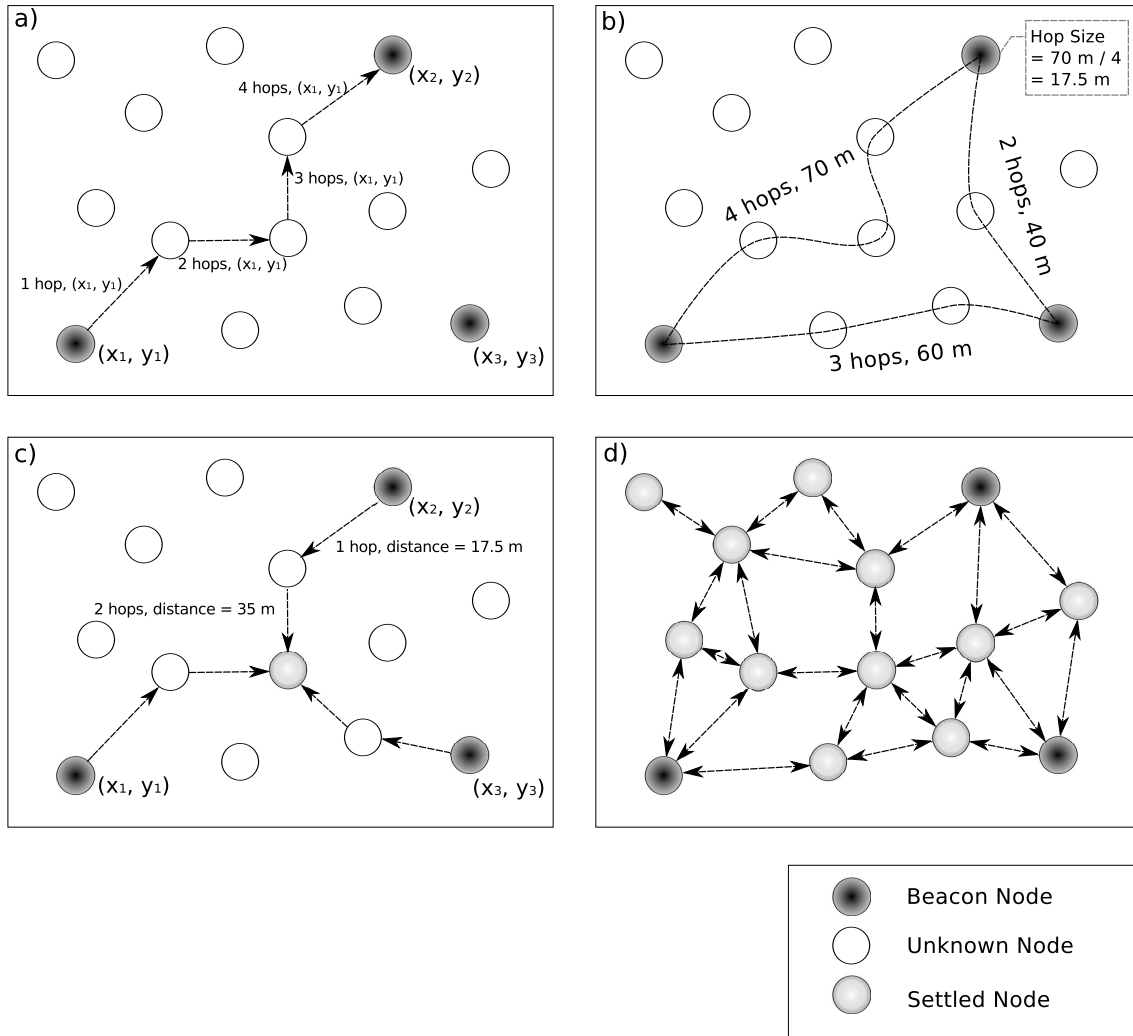 a)
(x₂, y₂)
4 hops, (x₁, y₁)
3 hops, (x₁, y₁)
2 hops, (x₁, y₁)
1 hop, (x₁, y₁)
(x₁, y₁)
(x₃, y₃)
b)
Hop Size
= 70 m / 4
= 17.5 m
4 hops, 70 m
2 hops, 40 m
3 hops, 60 m
c)
(x₂, y₂)
1 hop, distance = 17.5 m
2 hops, distance = 35 m
(x₁, y₁)
(x₃, y₃)
d)
Beacon Node
Unknown Node
Settled Node